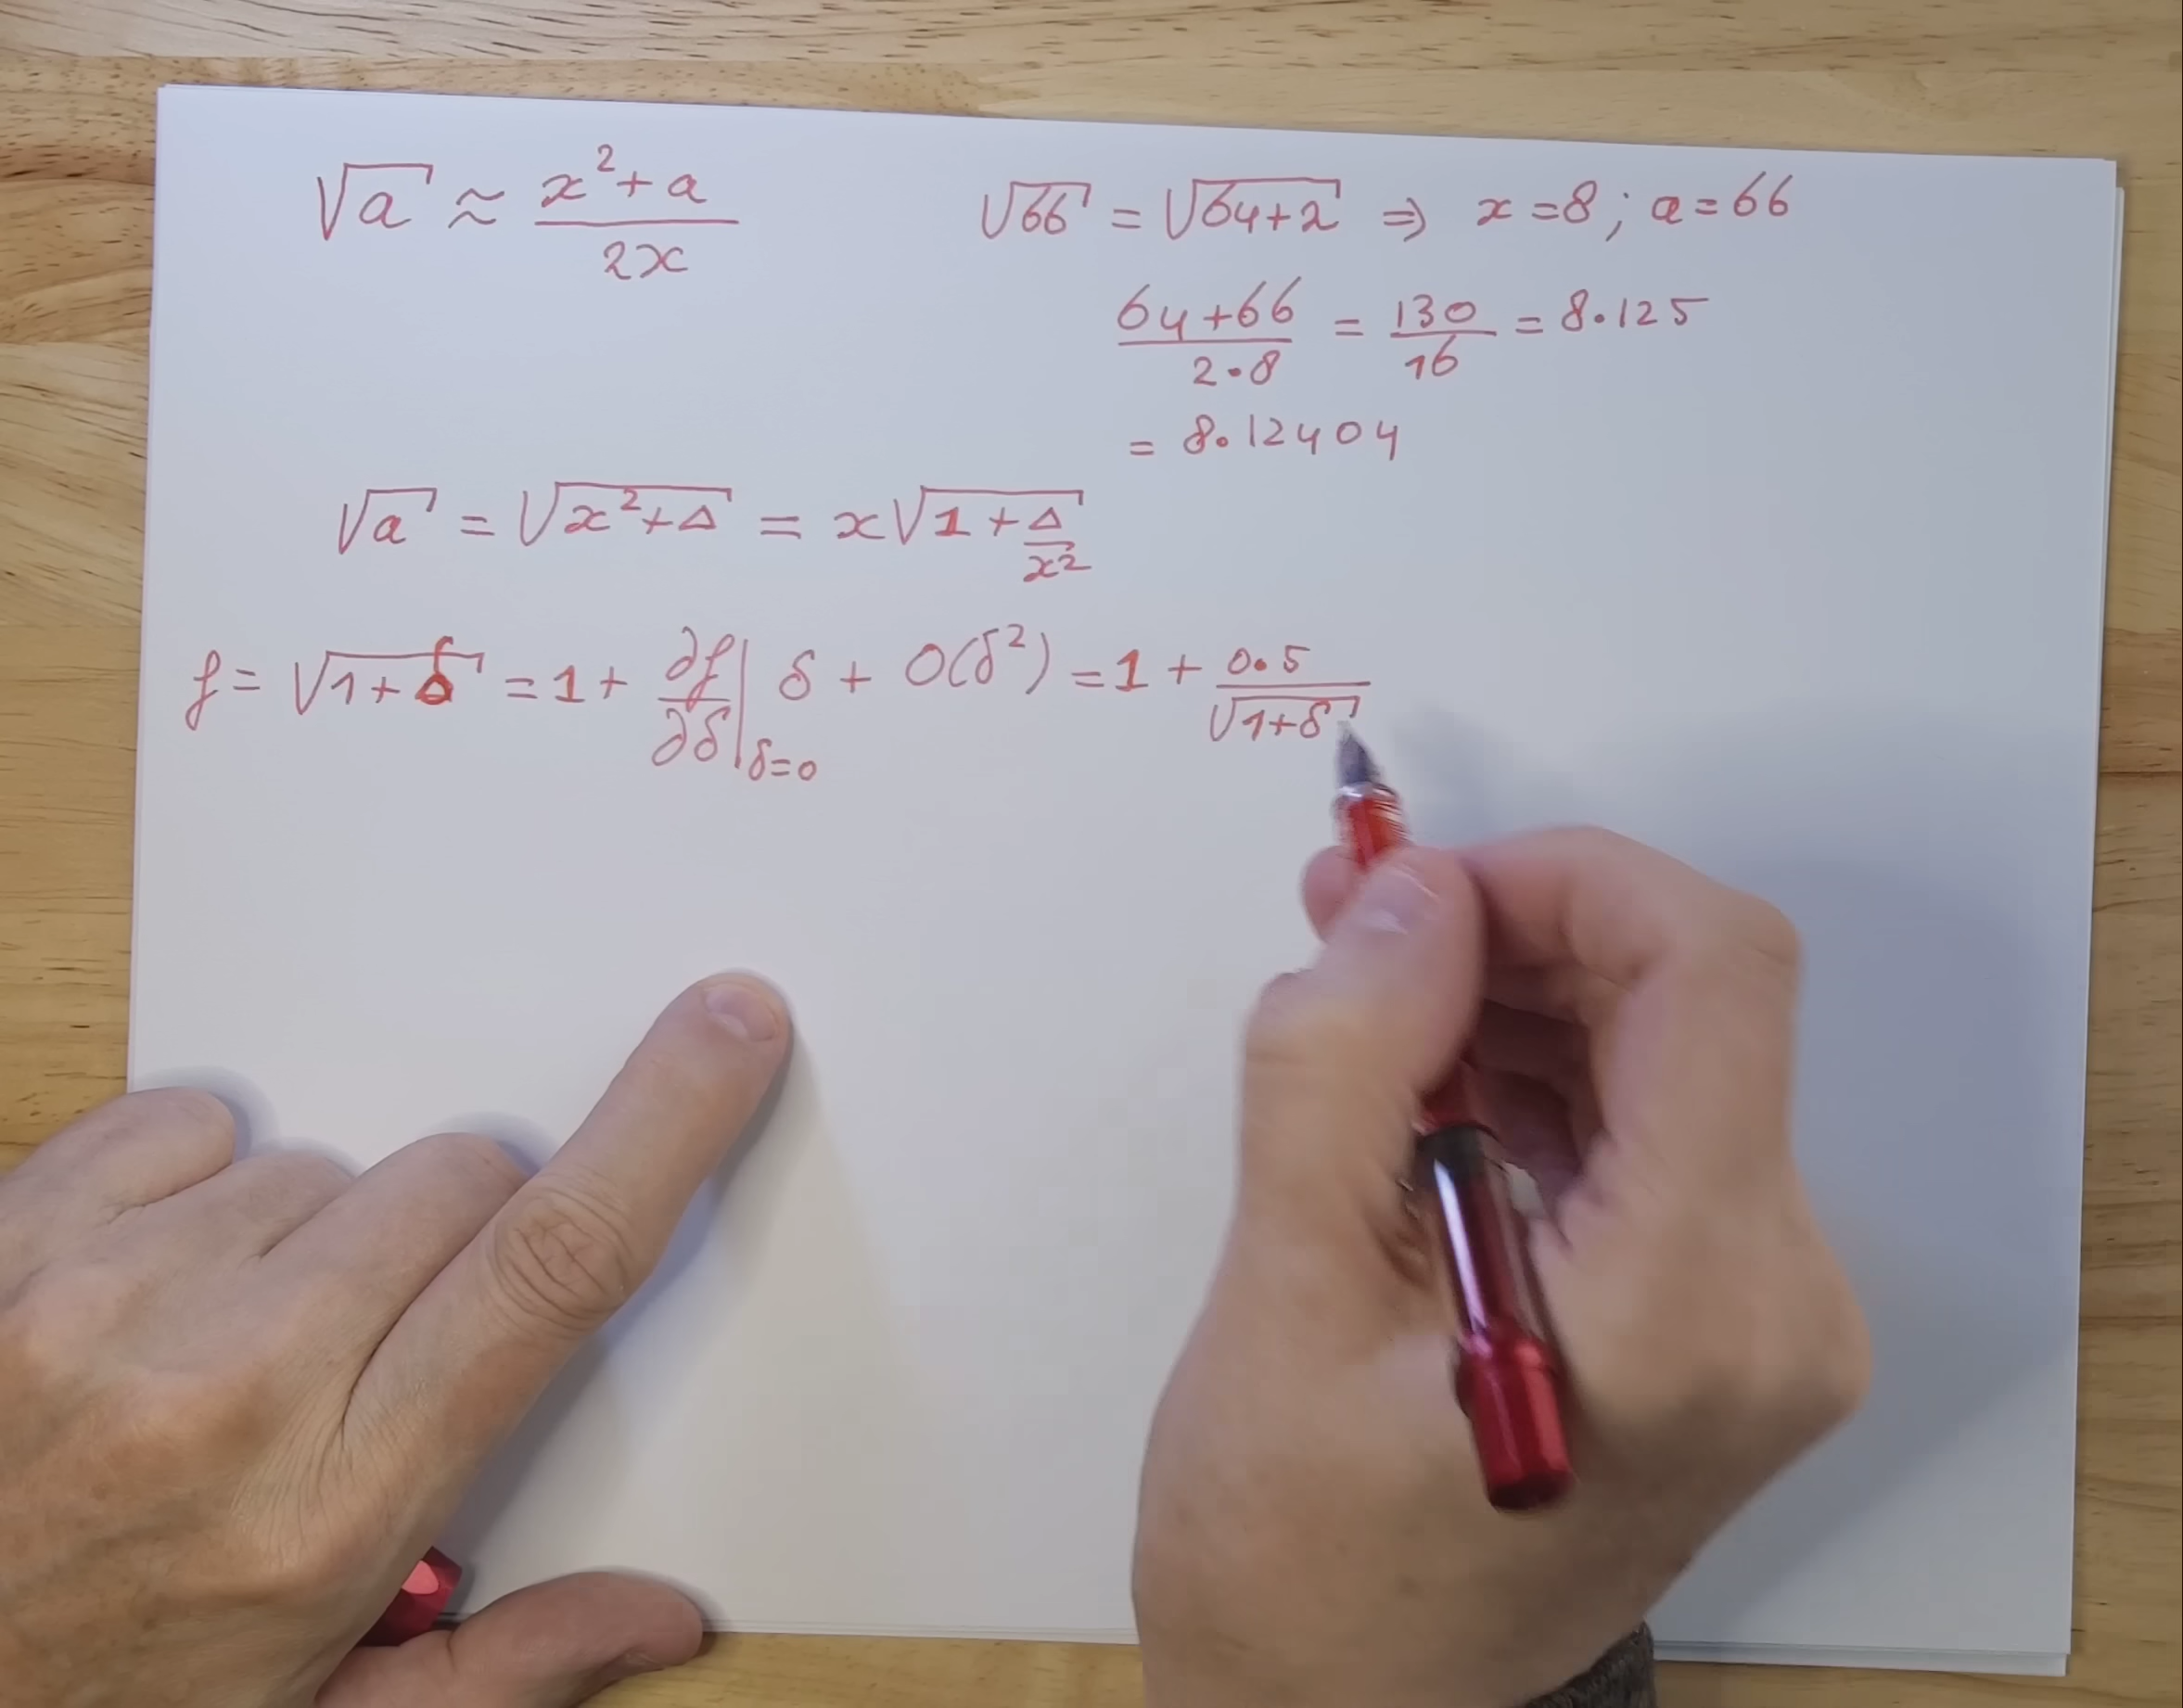 √a ≈ (x² + a)/(2x)
√66 = √(64+2) ⇒ x = 8 ; a = 66
(64+66)/(2•8) = 130/16 = 8.125
= 8.12404
√a = √(x²+Δ) = x√(1 + Δ/x²)
f = √(1+δ) = 1 + ∂f/∂δ|δ=0 δ + O(δ²) = 1 + 0.5/√(1+δ)